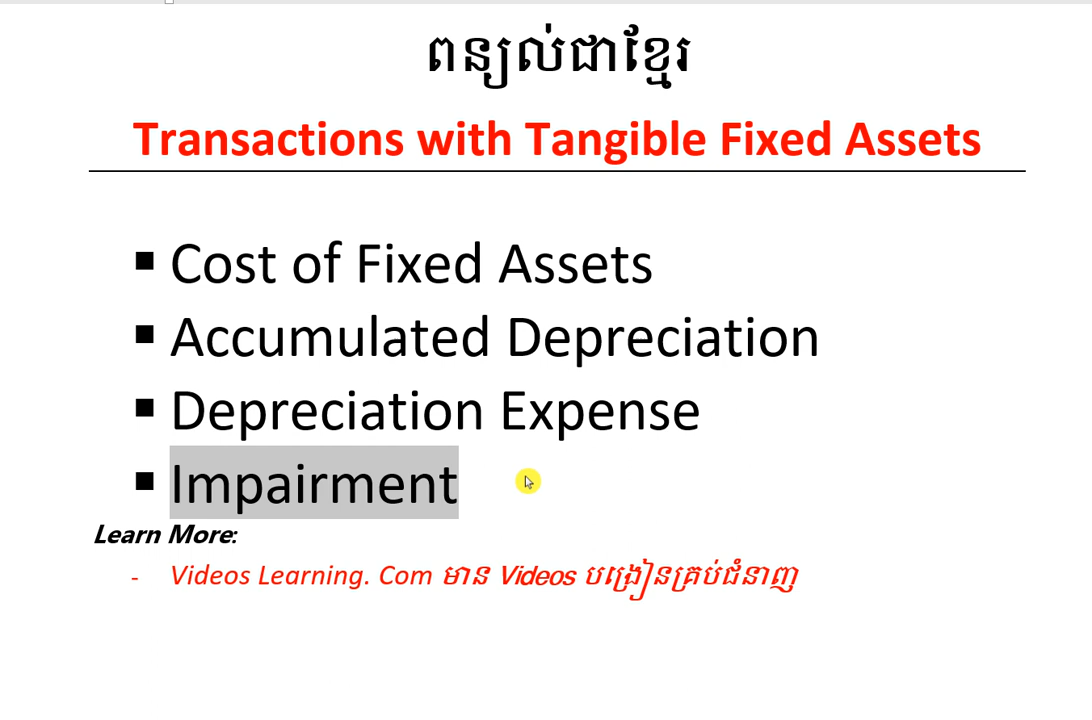 ពន្យល់ជាខ្មែរ
Transactions with Tangible Fixed Assets
▪ Cost of Fixed Assets
▪ Accumulated Depreciation
▪ Depreciation Expense
▪ Impairment
Learn More:
- Videos Learning. Com មាន Videos បង្រៀនគ្រប់ជំនាញ